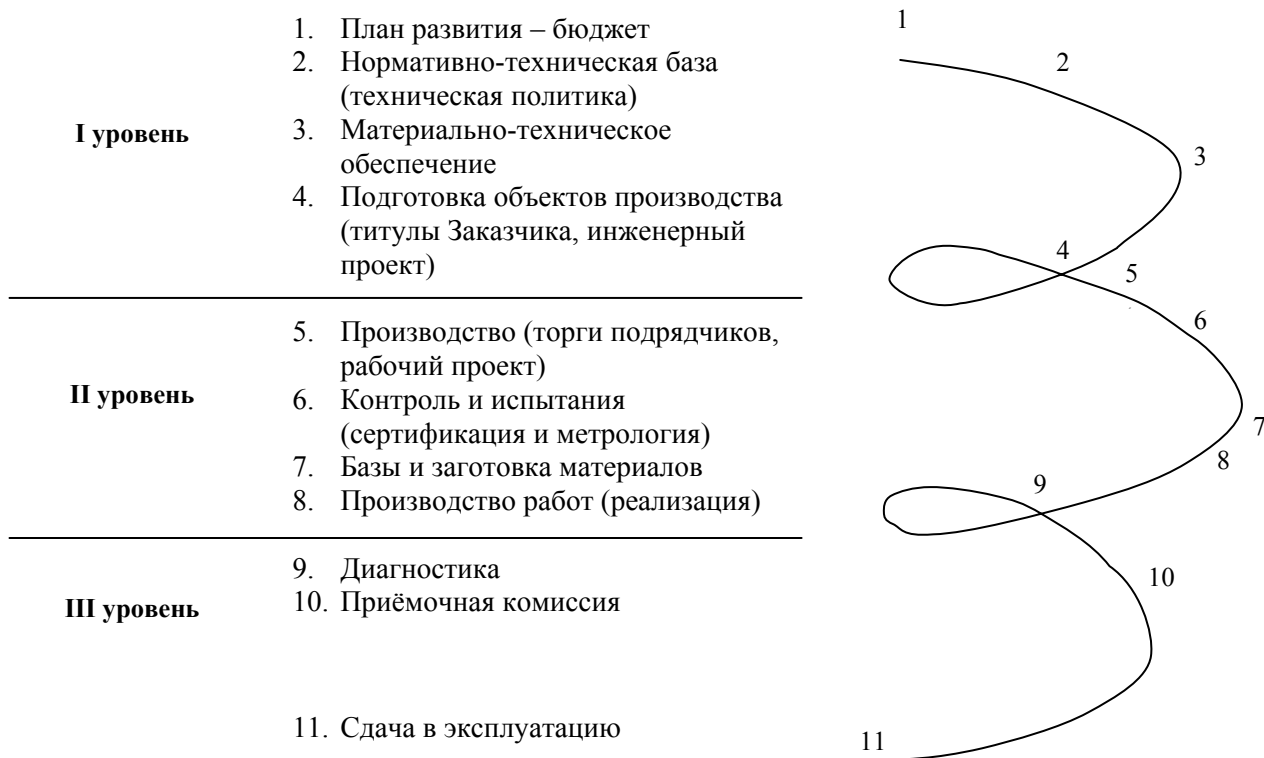 I уровень
1. План развития – бюджет
2. Нормативно-техническая база
(техническая политика)
3. Материально-техническое
обеспечение
4. Подготовка объектов производства
(титулы Заказчика, инженерный
проект)
II уровень
5. Производство (торги подрядчиков,
рабочий проект)
6. Контроль и испытания
(сертификация и метрология)
7. Базы и заготовка материалов
8. Производство работ (реализация)
III уровень
9. Диагностика
10. Приёмочная комиссия
11. Сдача в эксплуатацию
1
2
3
4
5
6
7
8
9
10
11